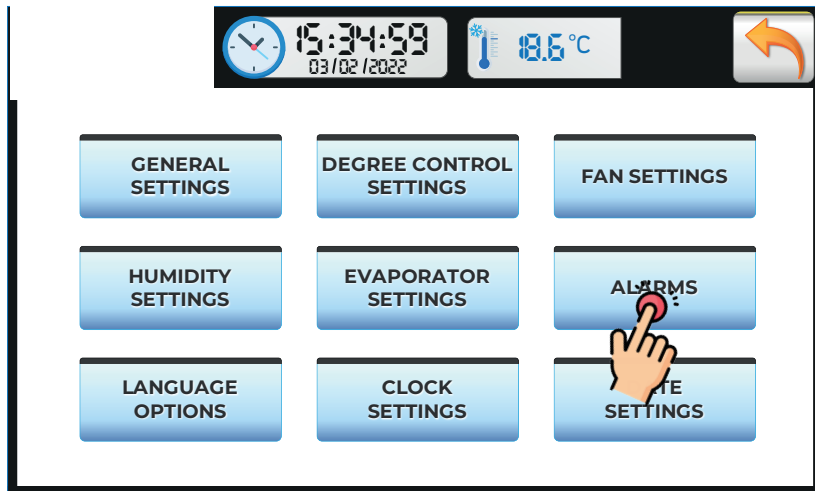 15:34:59
03/02/2022
18.6 °C
GENERAL
SETTINGS
DEGREE CONTROL
SETTINGS
FAN SETTINGS
HUMIDITY
SETTINGS
EVAPORATOR
SETTINGS
ALARMS
LANGUAGE
OPTIONS
CLOCK
SETTINGS
SETTINGS